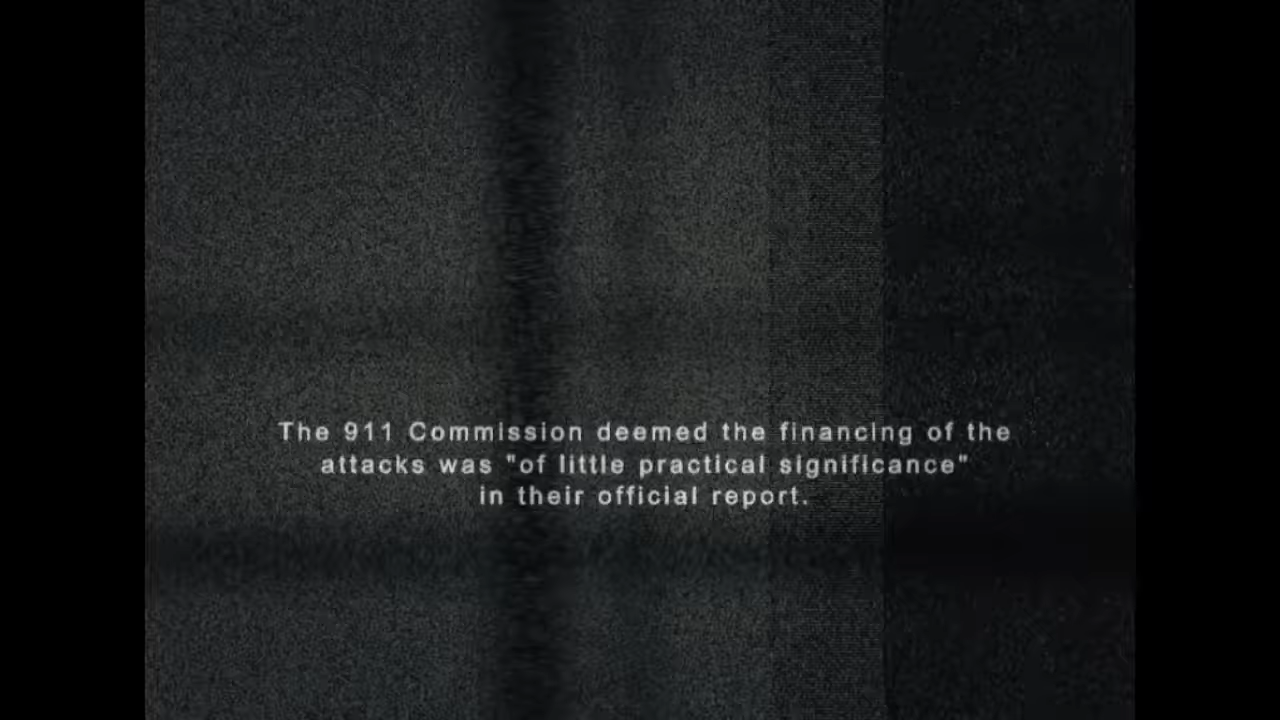 The 911 Commission deemed the financing of the
attacks was "of little practical significance"
in their official report.